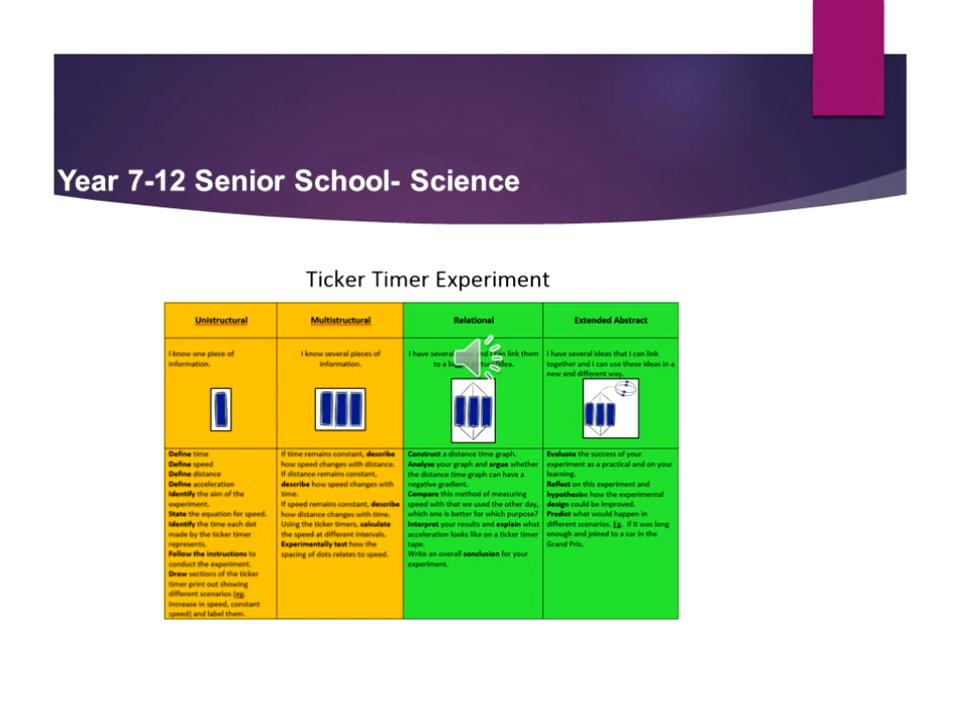 Year 7-12 Senior School- Science
Ticker Timer Experiment
Unistructural
Multistructural
Relational
Extended Abstract
I know one piece of
information.
I know several pieces of
information.
I have several and I can link them
to a idea.
I have several ideas that I can link
together and I can use these ideas in a
new and different way.
Define time
Define speed
Define distance
Define acceleration
Identify the aim of the
experiment.
State the equation for speed.
Identify the time each dot
made by the ticker timer
represents.
Follow the instructions to
conduct the experiment.
Draw sections of the ticker
timer print out showing
different scenarios (eg.
Increase in speed, constant
speed) and label them.
If time remains constant, describe
how speed changes with distance.
If distance remains constant,
describe how speed changes with
time.
If speed remains constant, describe
how distance changes with time.
Using the ticker timers, calculate
the speed at different intervals.
Experimentally test how the
spacing of dots relates to speed.
Construct a distance time graph.
Analyse your graph and argue whether
the distance time graph can have a
negative gradient.
Compare this method of measuring
speed with that we used the other day,
which one is better for which purpose?
Interpret your results and explain what
acceleration looks like on a ticker timer
tape.
Write an overall conclusion for your
experiment.
Evaluate the success of your
experiment as a practical and on your
learning.
Reflect on this experiment and
hypothesise how the experimental
design could be improved.
Predict what would happen in
different scenarios. Eg. If it was long
enough and joined to a car in the
Grand Prix.